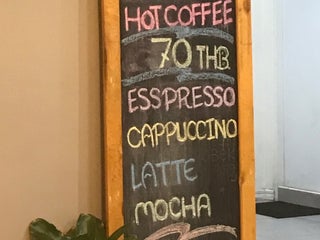 HOT COFFEE
70 THB.
ESSPRESSO
CAPPUCCINO
LATTE
MOCHA